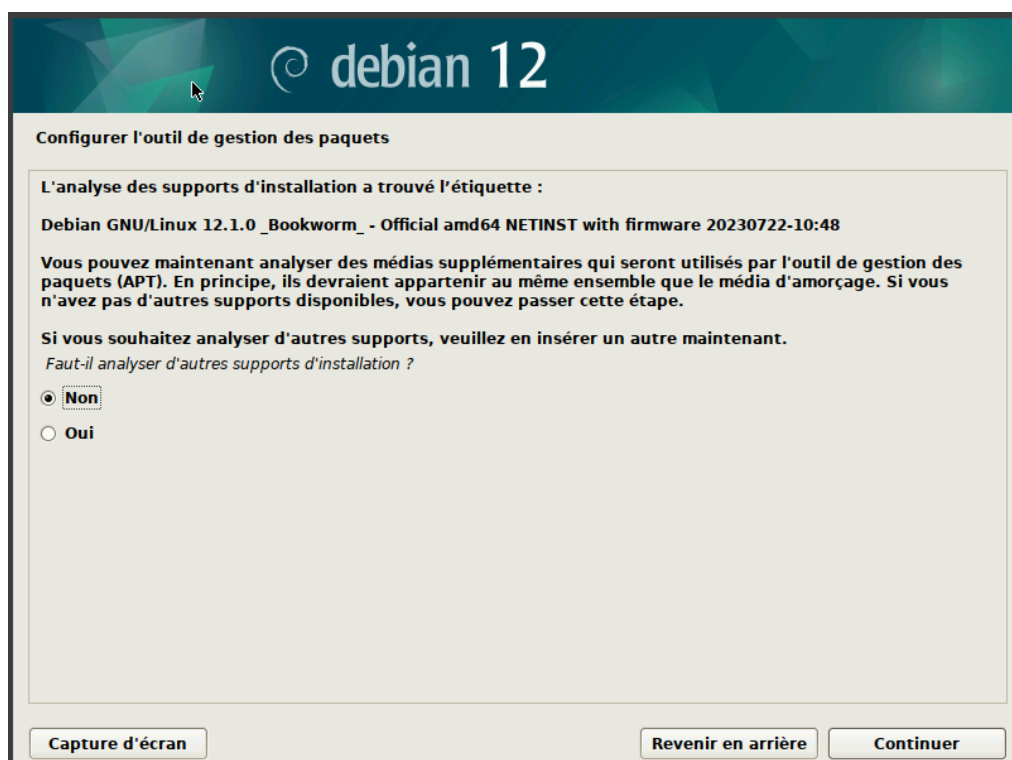 debian 12
Configurer l'outil de gestion des paquets
L'analyse des supports d'installation a trouvé l’étiquette :
Debian GNU/Linux 12.1.0 _Bookworm_ - Official amd64 NETINST with firmware 20230722-10:48
Vous pouvez maintenant analyser des médias supplémentaires qui seront utilisés par l'outil de gestion des
paquets (APT). En principe, ils devraient appartenir au même ensemble que le média d'amorçage. Si vous
n'avez pas d'autres supports disponibles, vous pouvez passer cette étape.
Si vous souhaitez analyser d'autres supports, veuillez en insérer un autre maintenant.
Faut-il analyser d'autres supports d'installation ?
Non
Oui
Capture d'écran
Revenir en arrière
Continuer